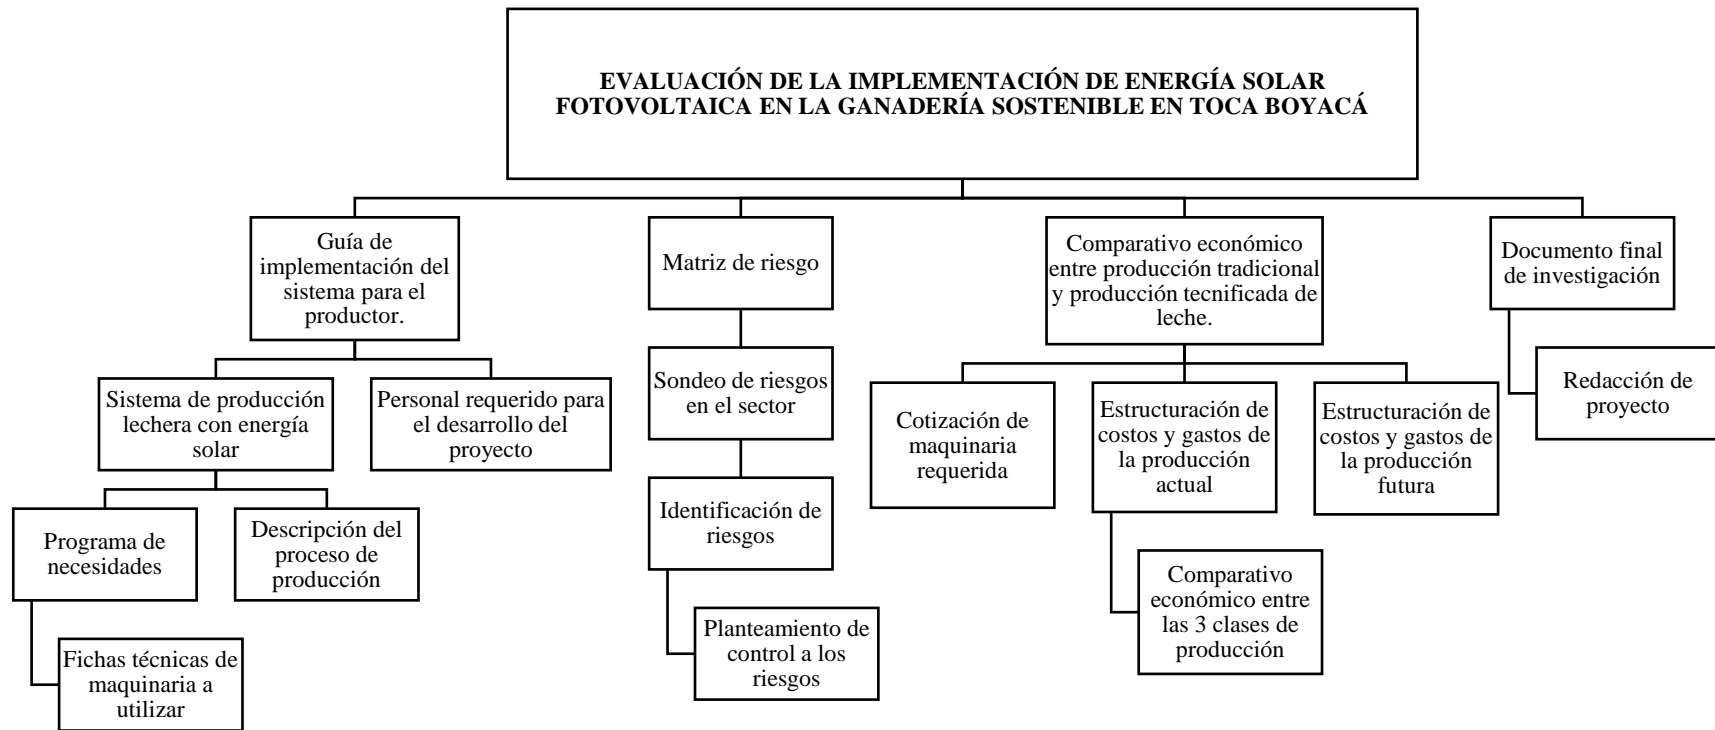 EVALUACIÓN DE LA IMPLEMENTACIÓN DE ENERGÍA SOLAR
FOTOVOLTAICA EN LA GANADERÍA SOSTENIBLE EN TOCA BOYACÁ
Guía de
implementación del
sistema para el
productor.
Matriz de riesgo
Comparativo económico
entre producción tradicional
y producción tecnificada de
leche.
Documento final
de investigación
Sistema de producción
lechera con energía
solar
Personal requerido para
el desarrollo del
proyecto
Sondeo de riesgos
en el sector
Cotización de
maquinaria
requerida
Estructuración de
costos y gastos de
la producción
actual
Estructuración de
costos y gastos de
la producción
futura
Redacción de
proyecto
Programa de
necesidades
Descripción del
proceso de
producción
Identificación de
riesgos
Comparativo
económico entre
las 3 clases de
producción
Fichas técnicas de
maquinaria a
utilizar
Planteamiento de
control a los
riesgos